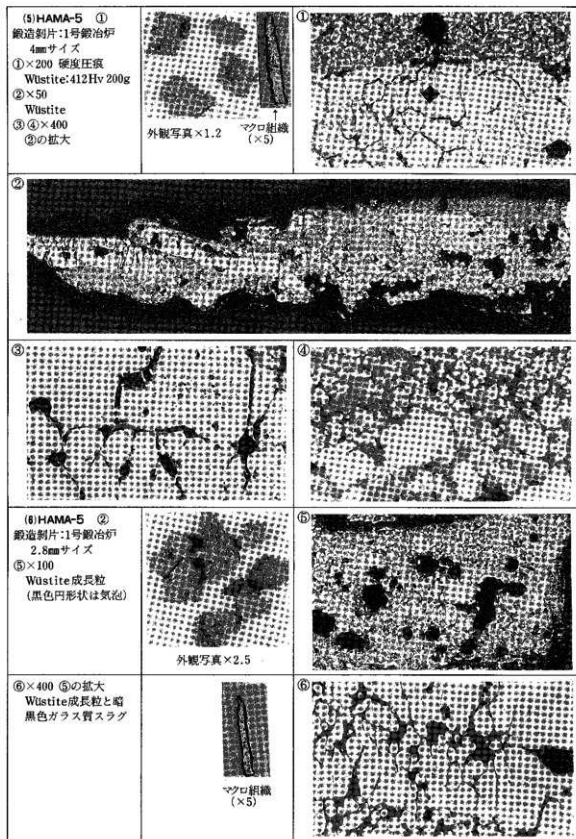 (5)HAMA-5 ①
鍛造剝片:1号鍛冶炉
4mmサイズ
①×200 硬度圧痕
Wüstite:412Hv 200g
②×50
Wüstite
③ ④×400
②の拡大
外観写真×1.2
マクロ組織
(×5)
①
②
③
④
(6)HAMA-5 ②
鍛造剝片:1号鍛冶炉
2.8mmサイズ
⑤×100
Wüstite成長粒
(黒色円形状は気泡)
外観写真×2.5
⑤
⑥×400 ⑤の拡大
Wüstite成長粒と暗
黒色ガラス質スラグ
マクロ組織
(×5)
⑥